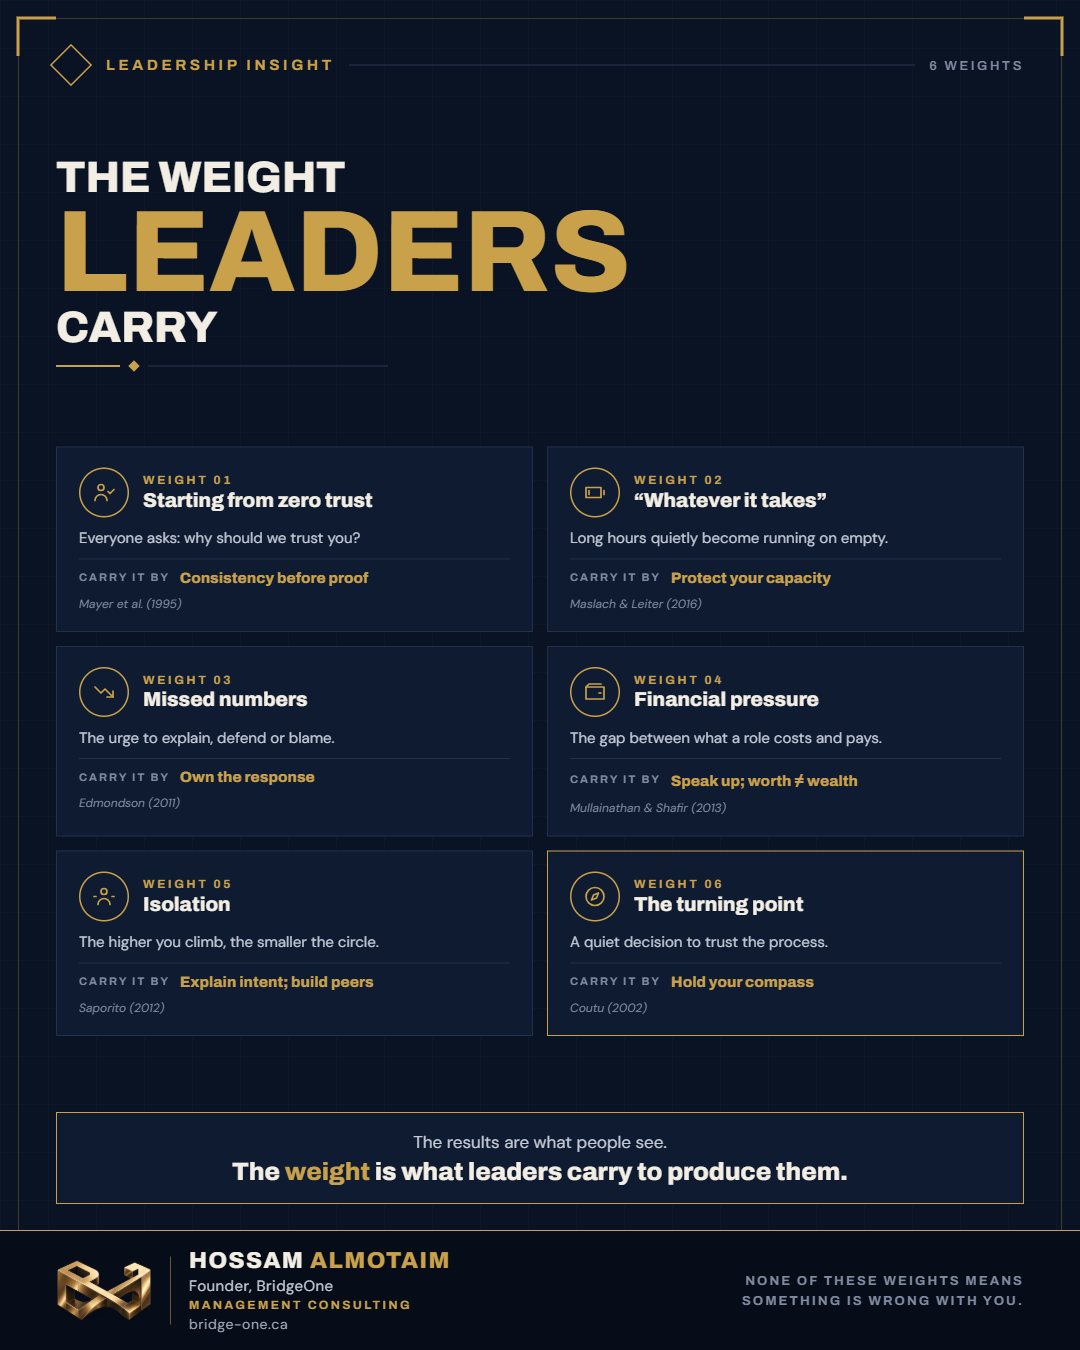 LEADERSHIP INSIGHT
6 WEIGHTS
THE WEIGHT
LEADERS
CARRY
WEIGHT 01
Starting from zero trust
Everyone asks: why should we trust you?
CARRY IT BY Consistency before proof
Mayer et al. (1995)
WEIGHT 02
“Whatever it takes”
Long hours quietly become running on empty.
CARRY IT BY Protect your capacity
Maslach & Leiter (2016)
WEIGHT 03
Missed numbers
The urge to explain, defend or blame.
CARRY IT BY Own the response
Edmondson (2011)
WEIGHT 04
Financial pressure
The gap between what a role costs and pays.
CARRY IT BY Speak up; worth ≠ wealth
Mullainathan & Shafir (2013)
WEIGHT 05
Isolation
The higher you climb, the smaller the circle.
CARRY IT BY Explain intent; build peers
Saporito (2012)
WEIGHT 06
The turning point
A quiet decision to trust the process.
CARRY IT BY Hold your compass
Coutu (2002)
The results are what people see.
The weight is what leaders carry to produce them.
HOSSAM ALMOTAIM
Founder, BridgeOne
MANAGEMENT CONSULTING
bridge-one.ca
NONE OF THESE WEIGHTS MEANS
SOMETHING IS WRONG WITH YOU.